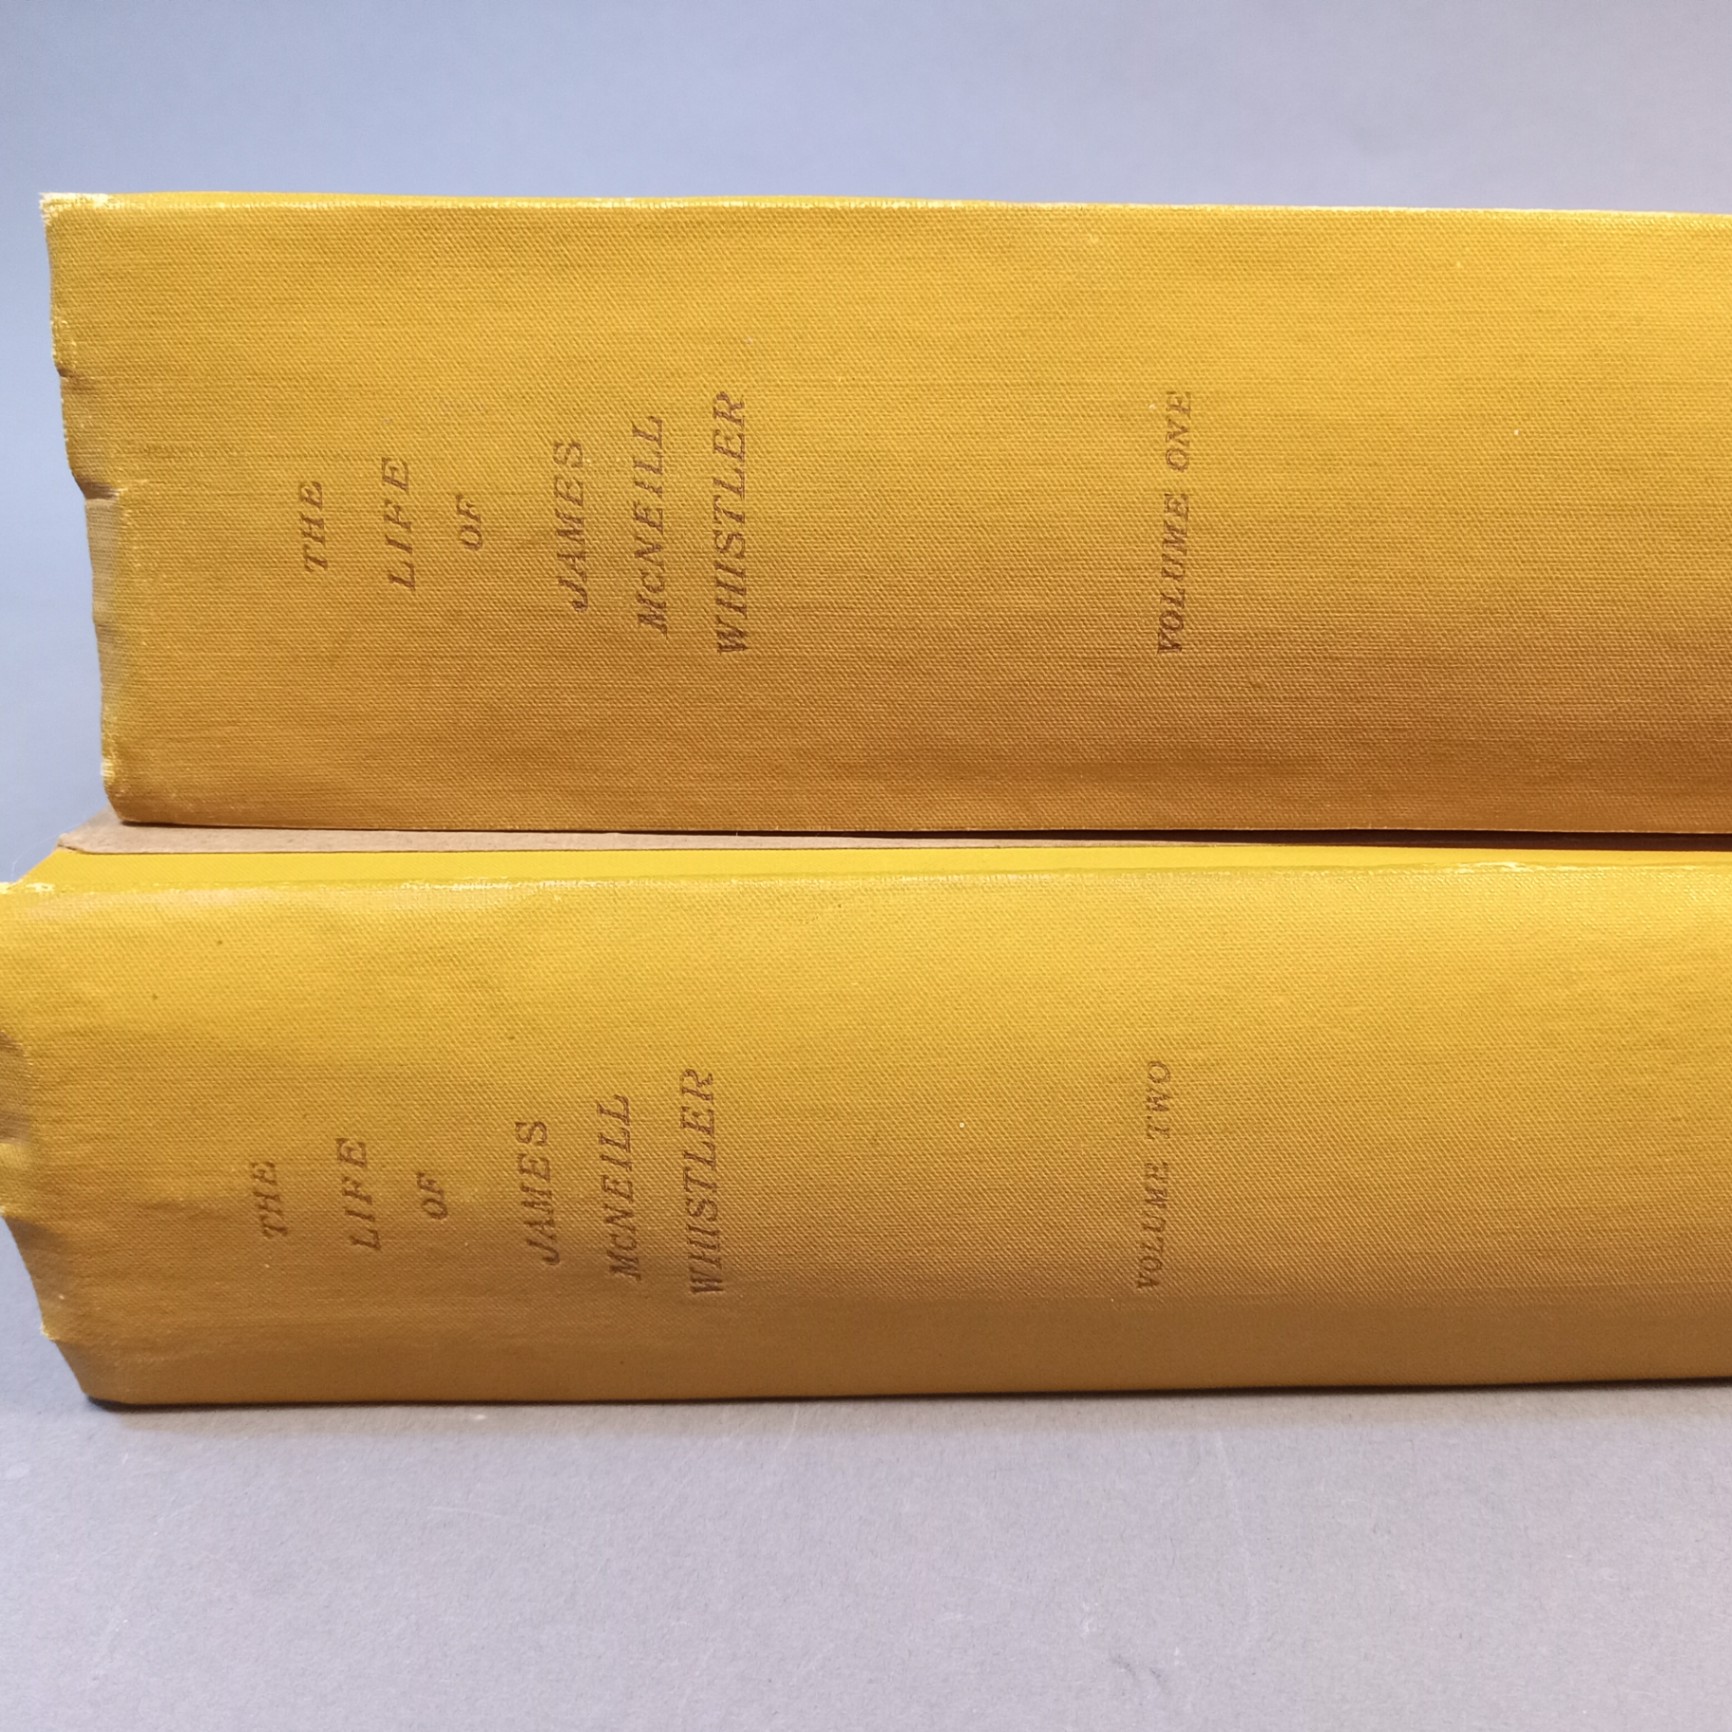 THE
LIFE
OF
JAMES
McNEILL
WHISTLER
VOLUME ONE
THE
LIFE
OF
JAMES
McNEILL
WHISTLER
VOLUME TWO